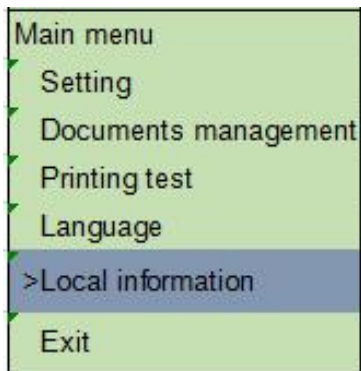 Main menu
Setting
Documents management
Printing test
Language
>Local information
Exit